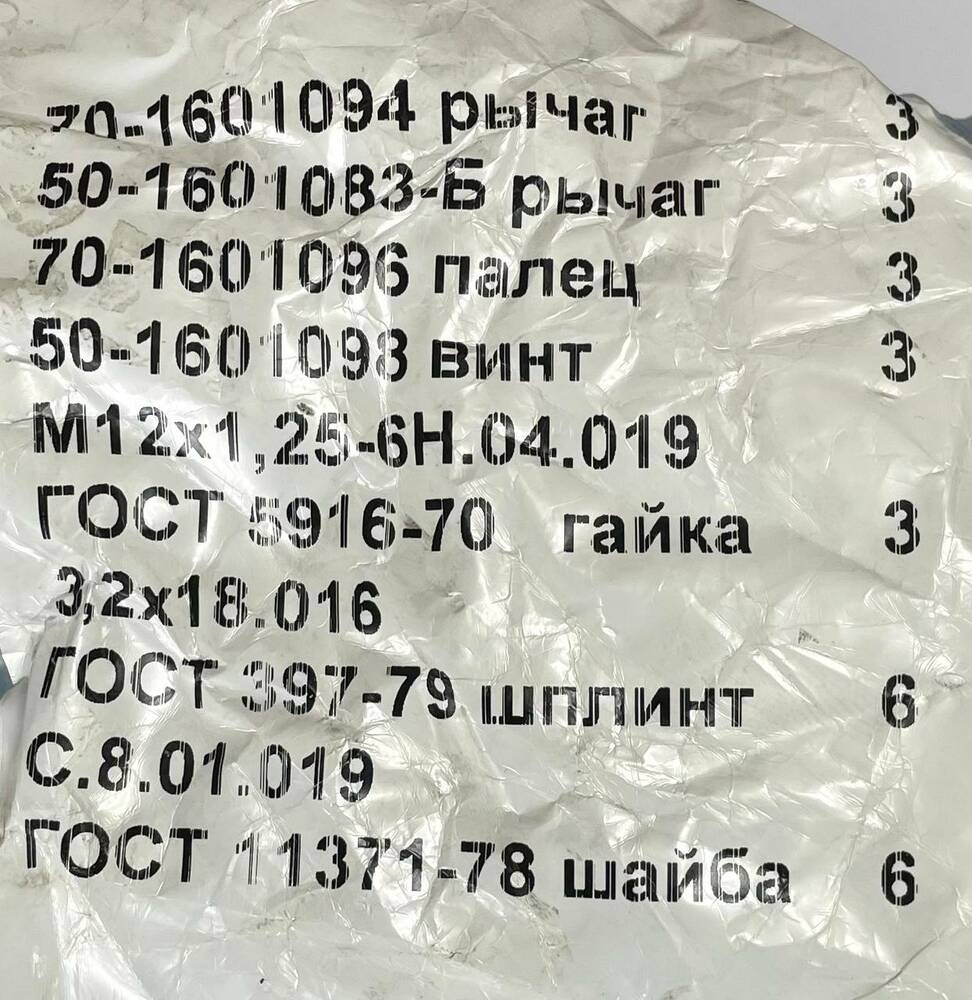 70-1601094 рычаг 3
50-1601083-Б рычаг 3
70-1601096 палец 3
50-1601098 винт 3
М12х1,25-6Н.04.019
ГОСТ 5916-70 гайка 3
3,2х18.016
ГОСТ 397-79 шплинт 6
С.8.01.019
ГОСТ 11371-78 шайба 6